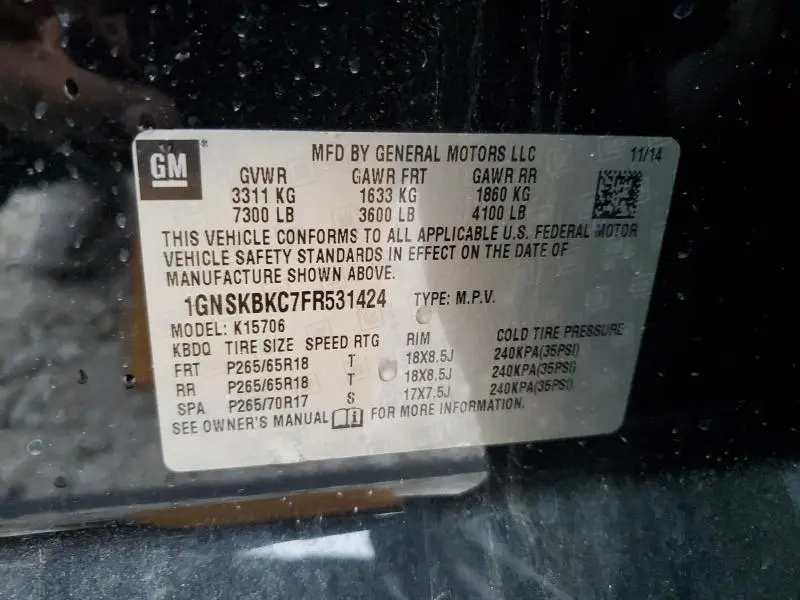 GM
MFD BY GENERAL MOTORS LLC 11/14
GVWR GAWR FRT GAWR RR
3311 KG 1633 KG 1860 KG
7300 LB 3600 LB 4100 LB
THIS VEHICLE CONFORMS TO ALL APPLICABLE U.S. FEDERAL MOTOR
VEHICLE SAFETY STANDARDS IN EFFECT ON THE DATE OF
MANUFACTURE SHOWN ABOVE.
1GNSKBKC7FR531424 TYPE: M.P.V.
MODEL: K15706
KBDQ TIRE SIZE SPEED RTG RIM COLD TIRE PRESSURE
FRT P265/65R18 T 18X8.5J 240KPA(35PSI)
RR P265/65R18 T 18X8.5J 240KPA(35PSI)
SPA P265/70R17 S 17X7.5J 240KPA(35PSI)
SEE OWNER'S MANUAL i FOR MORE INFORMATION.